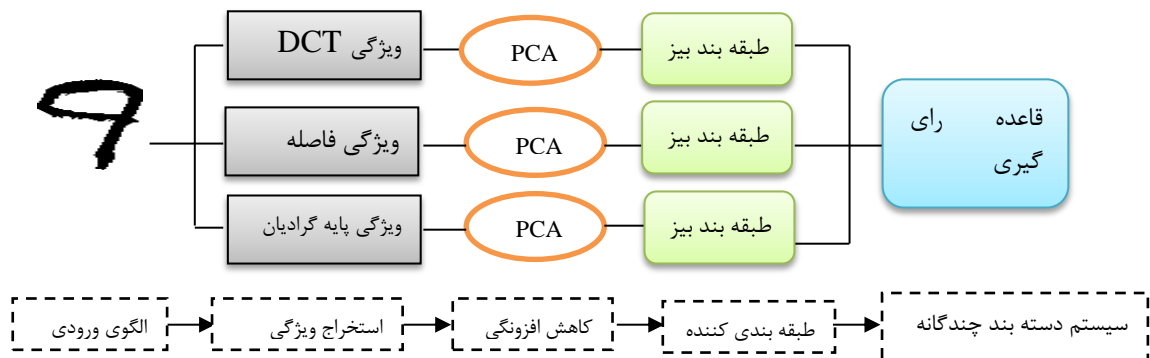 ویژگی DCT
PCA
طبقه بند بیز
ویژگی فاصله
PCA
طبقه بند بیز
قاعده رای
گیری
ویژگی پایه گرادیان
PCA
طبقه بند بیز
الگوی ورودی
استخراج ویژگی
کاهش افزونگی
طبقه بندی کننده
سیستم دسته بند چندگانه